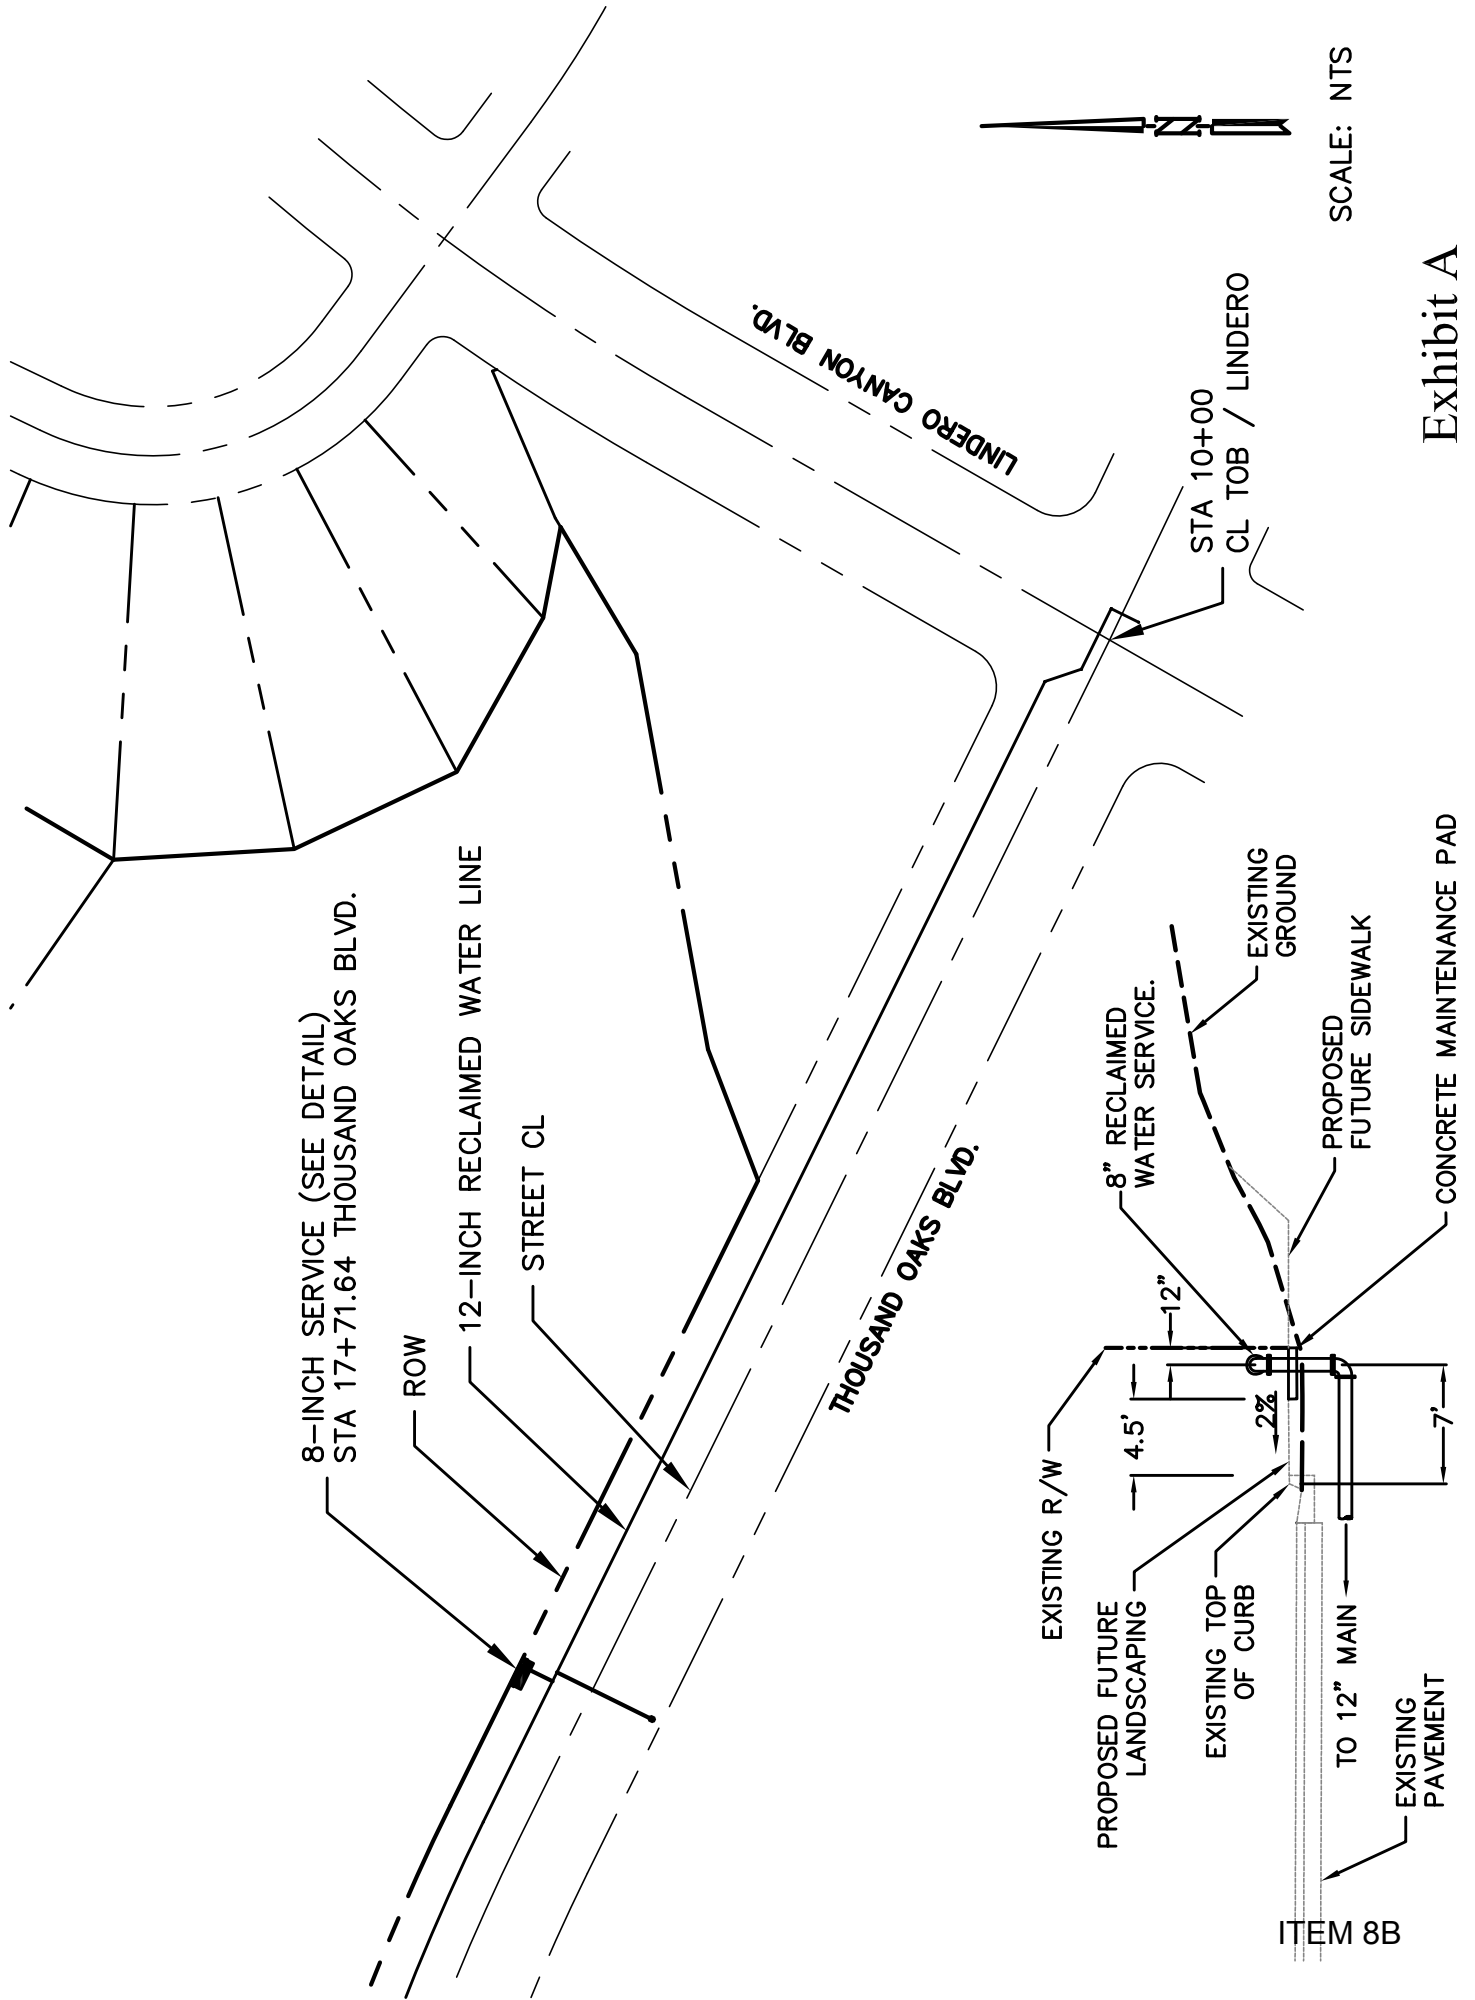 8-INCH SERVICE (SEE DETAIL)
STA 17+71.64 THOUSAND OAKS BLVD.
ROW
12-INCH RECLAIMED WATER LINE
STREET CL
THOUSAND OAKS BLVD.
LINDERO CANYON BLVD.
STA 10+00
CL TOB / LINDERO
SCALE: NTS
Exhibit A
EXISTING R/W
PROPOSED FUTURE
LANDSCAPING
EXISTING TOP
OF CURB
TO 12" MAIN
EXISTING
PAVEMENT
4.5'
12"
2%
7'
8" RECLAIMED
WATER SERVICE.
EXISTING
GROUND
PROPOSED
FUTURE SIDEWALK
CONCRETE MAINTENANCE PAD
ITEM 8B